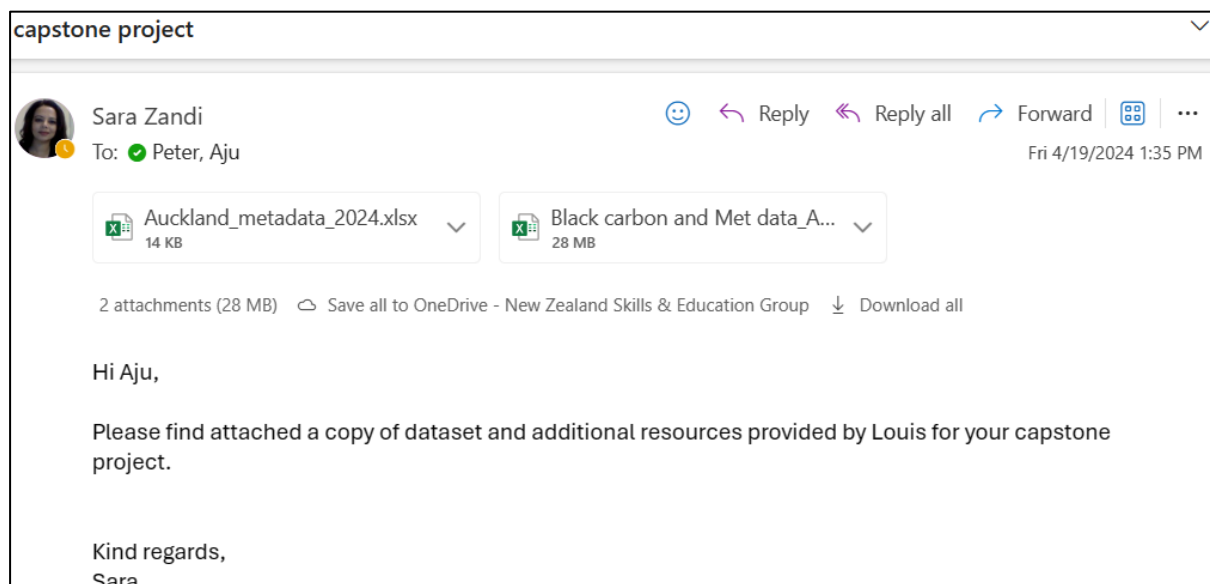 capstone project
Sara Zandi
Reply Reply all Forward
To: Peter, Aju
Fri 4/19/2024 1:35 PM
Auckland_metadata_2024.xlsx
14 KB
Black carbon and Met data_A...
28 MB
2 attachments (28 MB) Save all to OneDrive - New Zealand Skills & Education Group Download all
Hi Aju,
Please find attached a copy of dataset and additional resources provided by Louis for your capstone
project.
Kind regards,
Sara